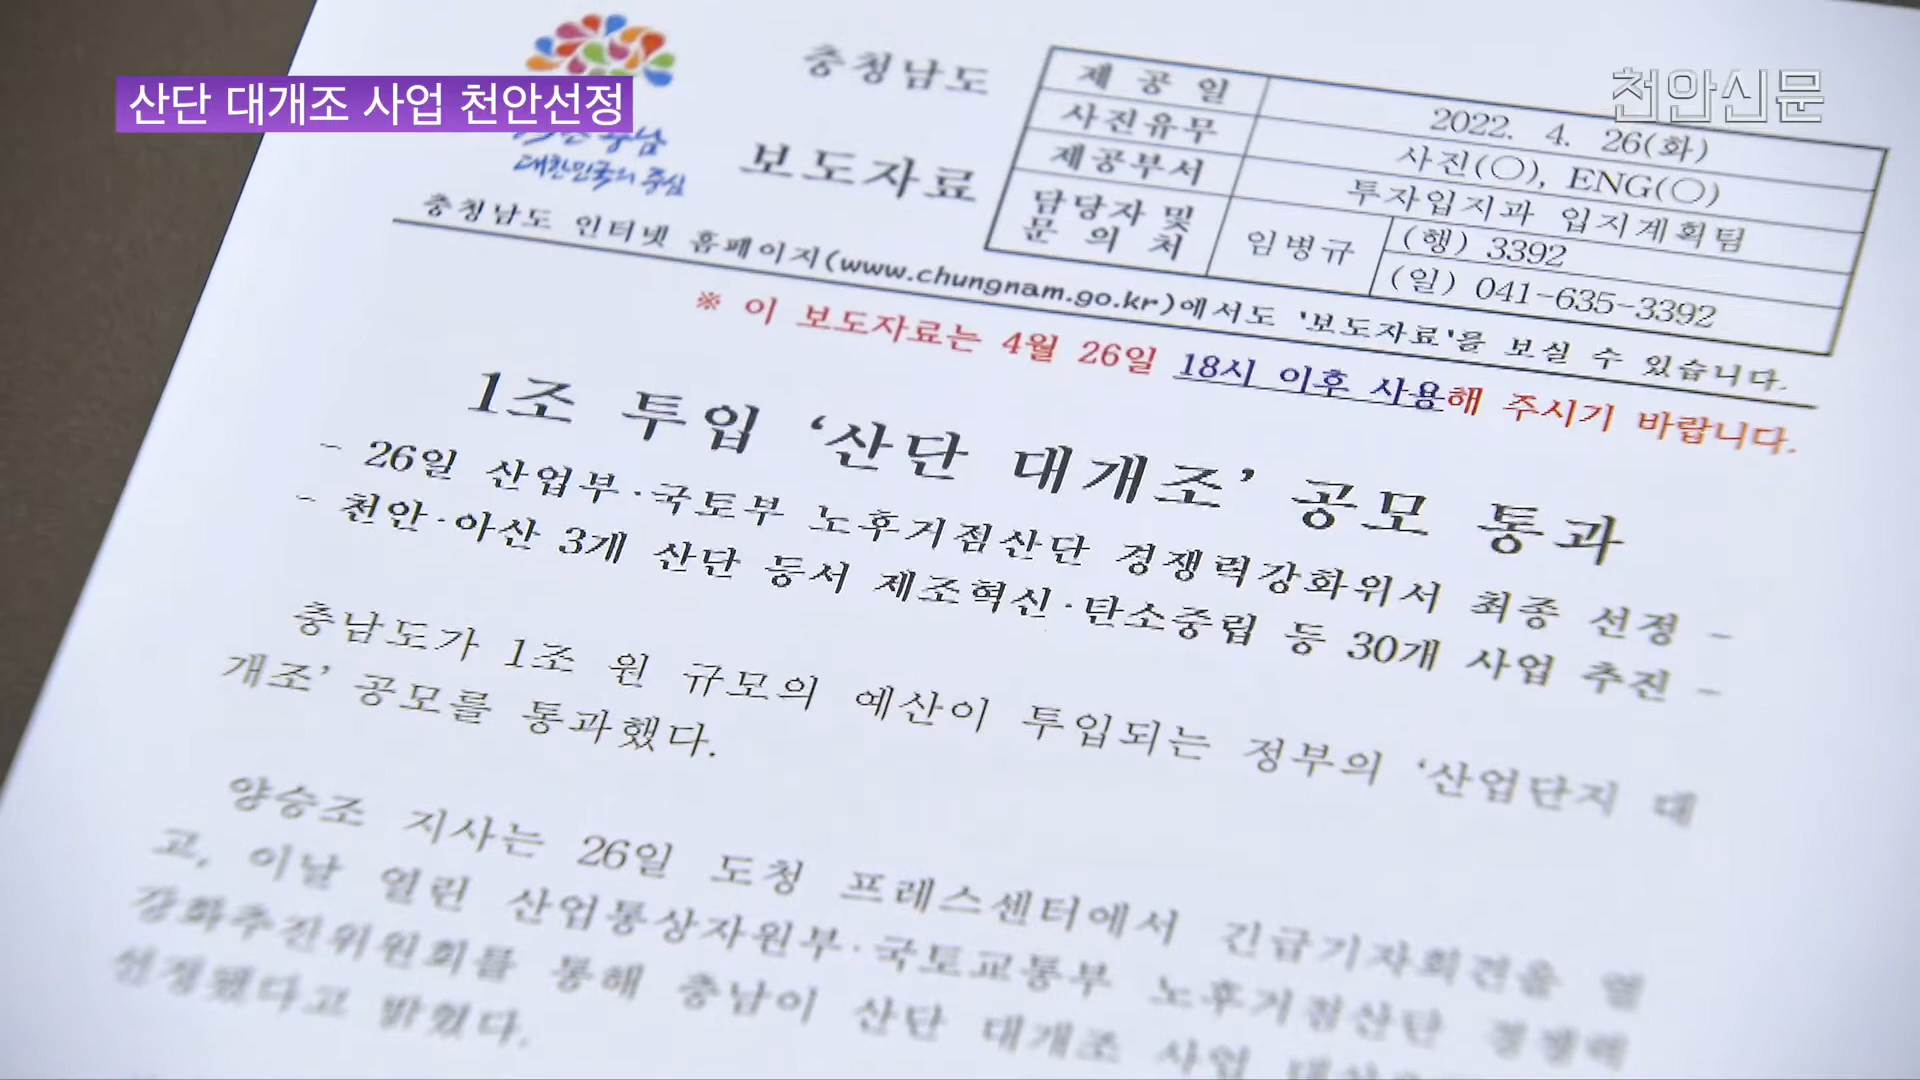 산단 대개조 사업 천안선정
천안신문
대한민국의 중심
충청남도
보도자료
제 공 일 2022. 4. 26(화)
사진유무 사진(○), ENG(○)
제공부서 투자입지과 입지계획팀
담당자 및 문 의 처 임병규 (행) 3392
(일) 041-635-3392
충청남도 인터넷 홈페이지(www.chungnam.go.kr)에서도 '보도자료'를 보실 수 있습니다.
※ 이 보도자료는 4월 26일 18시 이후 사용해 주시기 바랍니다.
1조 투입 ‘산단 대개조’ 공모 통과
- 26일 산업부·국토부 노후거점산단 경쟁력강화위서 최종 선정 -
- 천안·아산 3개 산단 등서 제조혁신·탄소중립 등 30개 사업 추진 -
충남도가 1조 원 규모의 예산이 투입되는 정부의 ‘산업단지 대
개조’ 공모를 통과했다.
양승조 지사는 26일 도청 프레스센터에서 긴급기자회견을 열
고, 이날 열린 산업통상자원부·국토교통부 노후거점산단 경쟁력
강화추진위원회를 통해 충남이 산단 대개조 사업
선정됐다고 밝혔다.